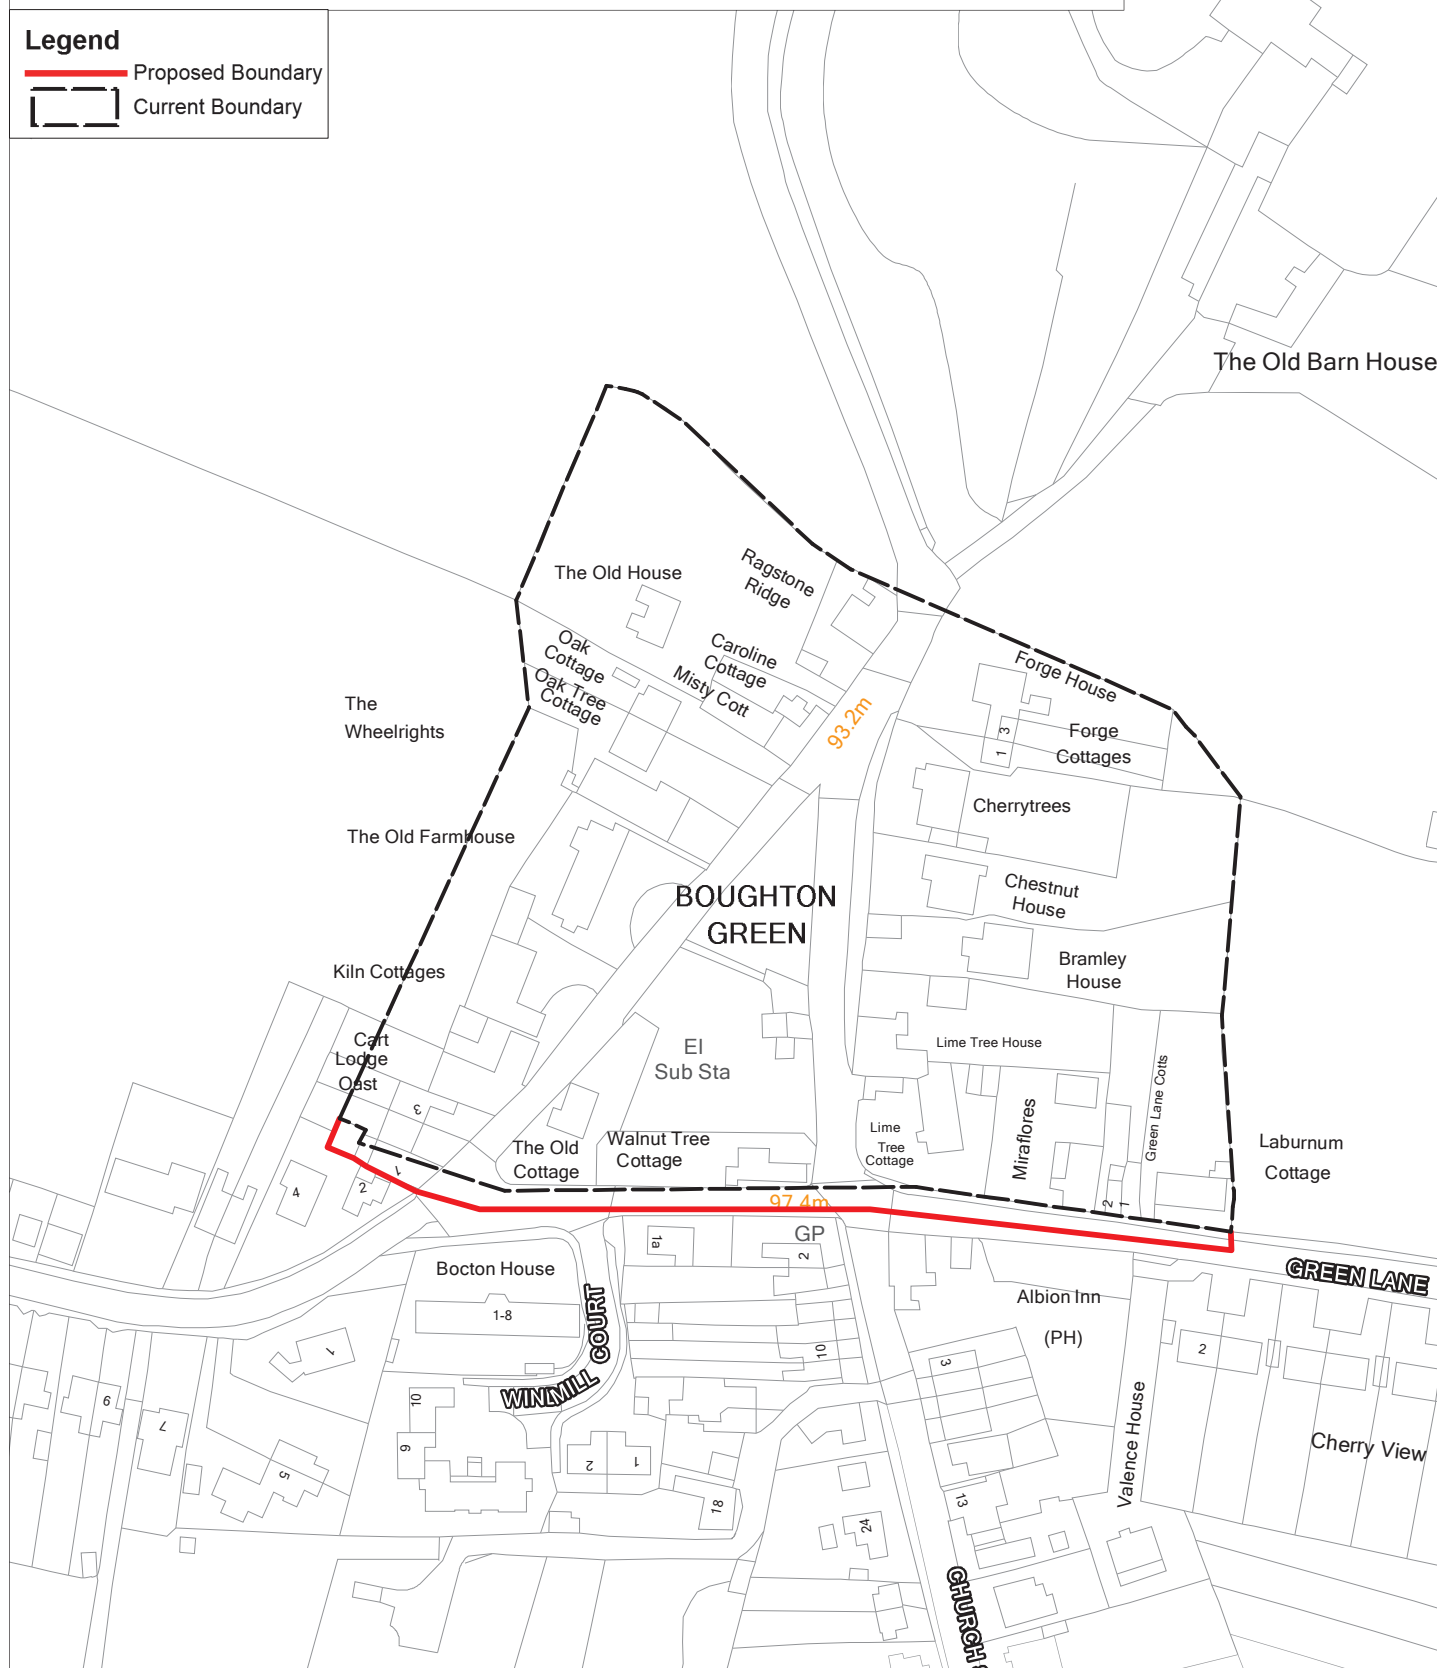 Legend
Proposed Boundary
Current Boundary
The Old Barn House
The Old House
Ragstone
Ridge
Oak
Cottage
Caroline
Cottage
Misty Cott
Oak Tree
Cottage
Forge House
The
Wheelrights
93.2m
3
1
Forge
Cottages
Cherrytrees
The Old Farmhouse
BOUGHTON
GREEN
Chestnut
House
Bramley
House
Kiln Cottages
Cart
Lodge
Oast
El
Sub Sta
Lime Tree House
Green Lane Cotts
3
Miraflores
Lime
Tree
Cottage
The Old
Cottage
Walnut Tree
Cottage
Laburnum
Cottage
4
2
1
2
1
97.4m
GP
1a
2
GREEN LANE
Bocton House
1-8
Albion Inn
(PH)
COURT
WINDMILL
10
3
2
1
9
7
5
10
9
2
1
18
24
13
Valence House
Cherry View
CHURCH